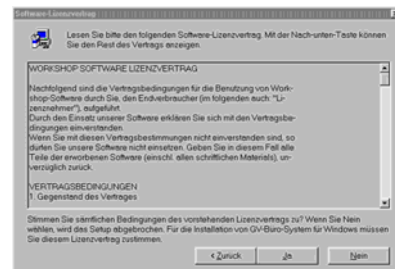 Software-Lizenzvertrag
Lesen Sie bitte den folgenden Software-Lizenzvertrag. Mit der Nach-unten-Taste können
Sie den Rest des Vertrags anzeigen.
WORKSHOP SOFTWARE LIZENZVERTRAG
Nachfolgend sind die Vertragsbedingungen für die Benutzung von Work-
shop-Software durch Sie, den Endverbraucher (im folgenden auch: "Li-
zenznehmer"), aufgeführt.
Durch den Einsatz unserer Software erklären Sie sich mit den Vertragsbe-
dingungen einverstanden.
Wenn Sie mit diesen Vertragsbestimmungen nicht einverstanden sind, so
dürfen Sie unsere Software nicht einsetzen. Geben Sie in diesem Fall alle
Teile der erworbenen Software (einschl. allen schriftlichen Materials), un-
verzüglich zurück.
VERTRAGSBEDINGUNGEN
1. Gegenstand des Vertrages
Stimmen Sie sämtlichen Bedingungen des vorstehenden Lizenzvertrags zu? Wenn Sie Nein
wählen, wird das Setup abgebrochen. Für die Installation von GV-Büro-System für Windows müssen
Sie diesem Lizenzvertrag zustimmen.
< Zurück
Ja
Nein